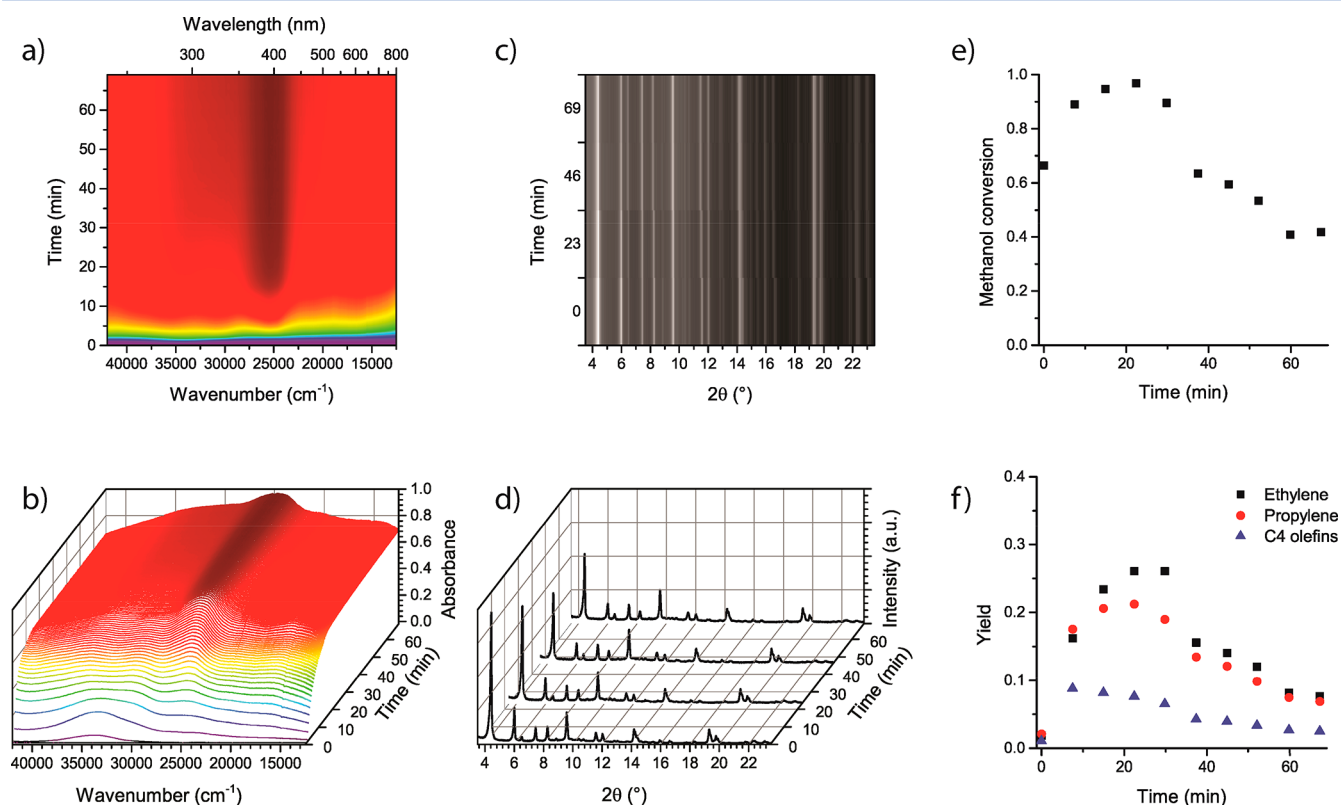 a)
Wavelength (nm)
300 400 500 600 800
Time (min)
60
50
40
30
20
10
0
40000 35000 30000 25000 20000 15000
Wavenumber (cm⁻¹)
c)
Time (min)
69
46
23
0
4 6 8 10 12 14 16 18 20 22
2θ (°)
e)
Methanol conversion
1.0
0.8
0.6
0.4
0.2
0.0
0 20 40 60
Time (min)
b)
1.0
0.8
0.6
0.4
0.2
0.0
Absorbance
60
50
40
30
20
10
0
Time (min)
40000 35000 30000 25000 20000 15000
Wavenumber (cm⁻¹)
d)
Intensity (a.u.)
60
50
40
30
20
10
0
Time (min)
4 6 8 10 12 14 16 18 20 22
2θ (°)
f)
Yield
0.4
0.3
0.2
0.1
0.0
Ethylene
Propylene
C4 olefins
0 20 40 60
Time (min)